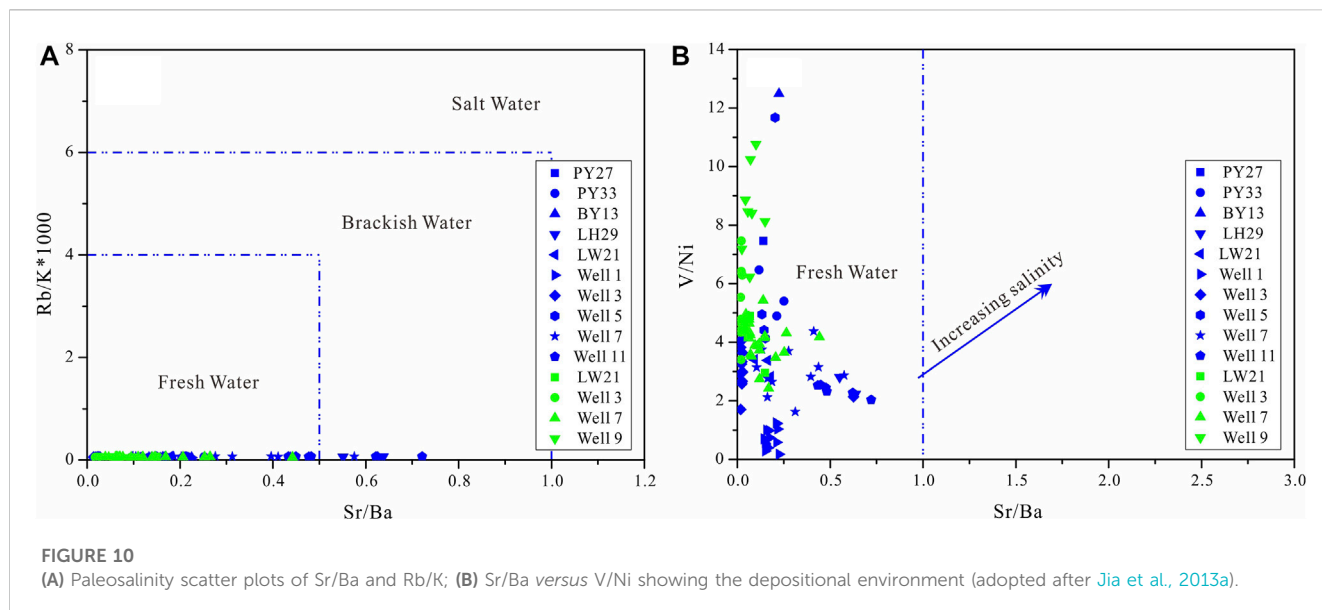 A
8
6
4
2
0
Rb/K*1000
Salt Water
Brackish Water
Fresh Water
PY27
PY33
BY13
LH29
LW21
Well 1
Well 3
Well 5
Well 7
Well 11
LW21
Well 3
Well 7
Well 9
0.0 0.2 0.4 0.6 0.8 1.0 1.2
Sr/Ba
B
14
12
10
8
6
4
2
0
V/Ni
Fresh Water
Increasing salinity
PY27
PY33
BY13
LH29
LW21
Well 1
Well 3
Well 5
Well 7
Well 11
LW21
Well 3
Well 7
Well 9
0.0 0.5 1.0 1.5 2.0 2.5 3.0
Sr/Ba
FIGURE 10
(A) Paleosalinity scatter plots of Sr/Ba and Rb/K; (B) Sr/Ba versus V/Ni showing the depositional environment (adopted after Jia et al., 2013a).